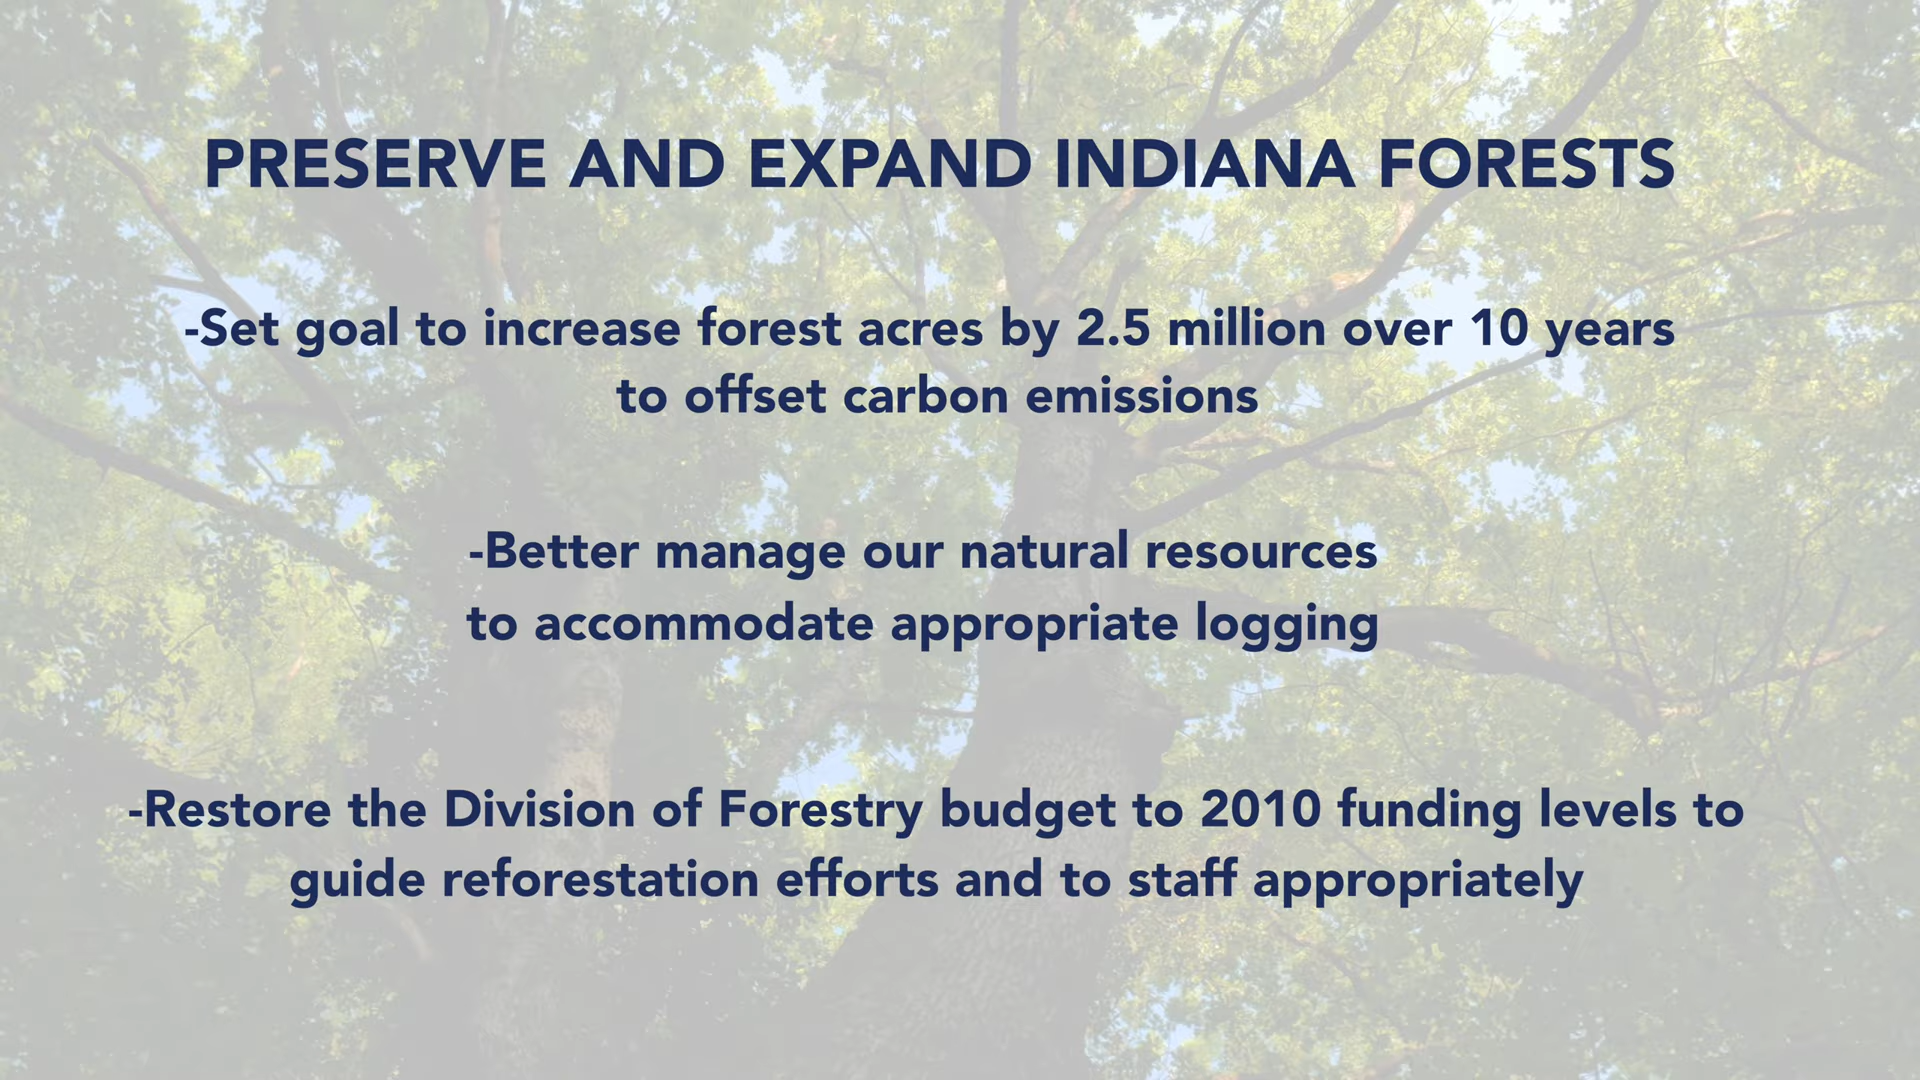 PRESERVE AND EXPAND INDIANA FORESTS
-Set goal to increase forest acres by 2.5 million over 10 years
to offset carbon emissions
-Better manage our natural resources
to accommodate appropriate logging
-Restore the Division of Forestry budget to 2010 funding levels to
guide reforestation efforts and to staff appropriately